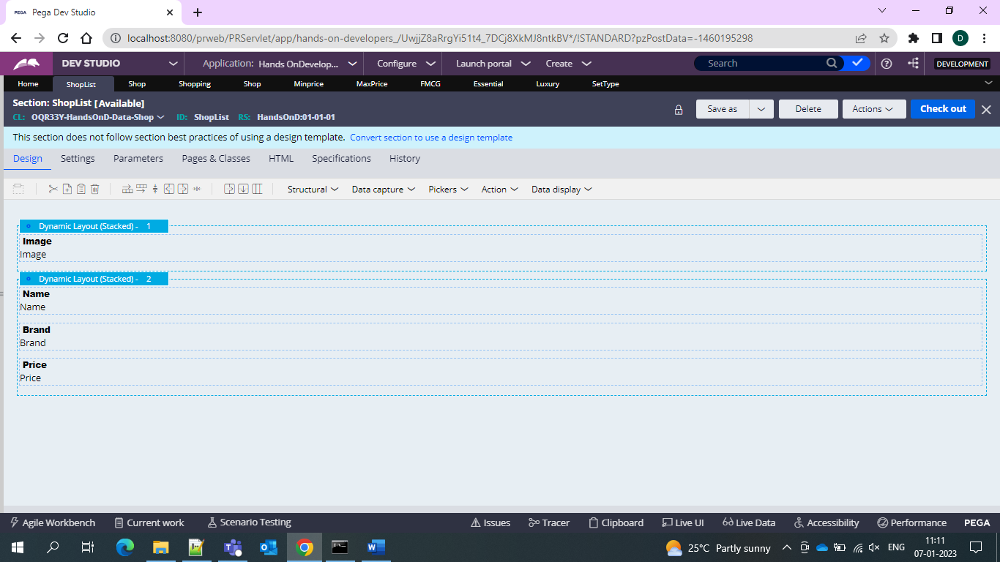 PEGA Pega Dev Studio
localhost:8080/prweb/PRServlet/app/hands-on-developers_/UwjjZ8aRrgYi51t4_7DCj8XkMJ8ntkBV*/!STANDARD?pzPostData=-1460195298
D
DEV STUDIO Application: Hands OnDevelop... Configure Launch portal Create Search DEVELOPMENT
Home ShopList Shop Shopping Shop Minprice MaxPrice FMCG Essential Luxury SetType
Section: ShopList [Available]
CL: OQR33Y-HandsOnD-Data-Shop ID: ShopList RS: HandsOnD:01-01-01
Save as Delete Actions Check out
This section does not follow section best practices of using a design template. Convert section to use a design template
Design Settings Parameters Pages & Classes HTML Specifications History
Structural Data capture Pickers Action Data display
Dynamic Layout (Stacked) - 1
Image
Image
Dynamic Layout (Stacked) - 2
Name
Name
Brand
Brand
Price
Price
Agile Workbench Current work Scenario Testing Issues Tracer Clipboard Live UI Live Data Accessibility Performance PEGA
25°C Partly sunny ENG
11:11
07-01-2023